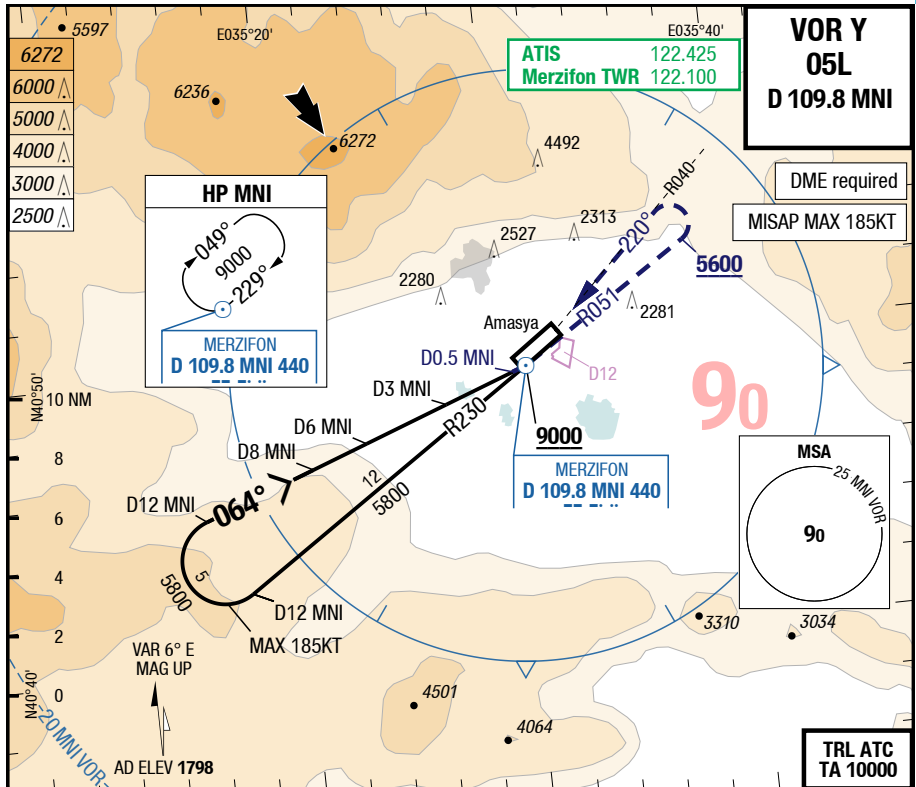 5597
E035°20'
E035°40'
VOR Y
05L
D 109.8 MNI
ATIS 122.425
Merzifon TWR 122.100
6272
6000
5000
4000
3000
2500
6236
6272
4492
DME required
MISAP MAX 185KT
HP MNI
049°
9000
229°
MERZIFON
D 109.8 MNI 440
R040
220°
2313
2527
2280
5600
R051
2281
Amasya
D0.5 MNI
D12
D3 MNI
N40°50'
10 NM
8
6
4
2
0
N40°40'
D6 MNI
R230
90
9000
D8 MNI
MERZIFON
D 109.8 MNI 440
12
5800
MSA
25 MNI VOR
90
D12 MNI
064°
5
5800
D12 MNI
MAX 185KT
3310
3034
VAR 6° E
MAG UP
4501
4064
20 MNI VOR
AD ELEV 1798
TRL ATC
TA 10000